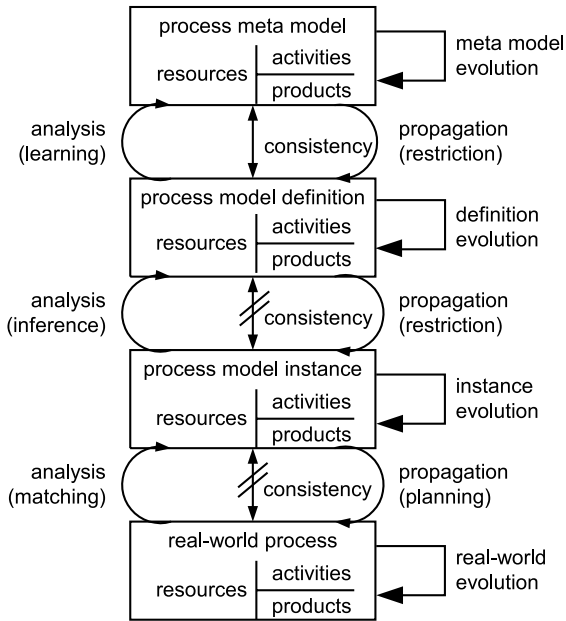 process meta model
resources
activities
products
meta model
evolution
analysis
(learning)
consistency
propagation
(restriction)
process model definition
resources
activities
products
definition
evolution
analysis
(inference)
consistency
propagation
(restriction)
process model instance
resources
activities
products
instance
evolution
analysis
(matching)
consistency
propagation
(planning)
real-world process
resources
activities
products
real-world
evolution